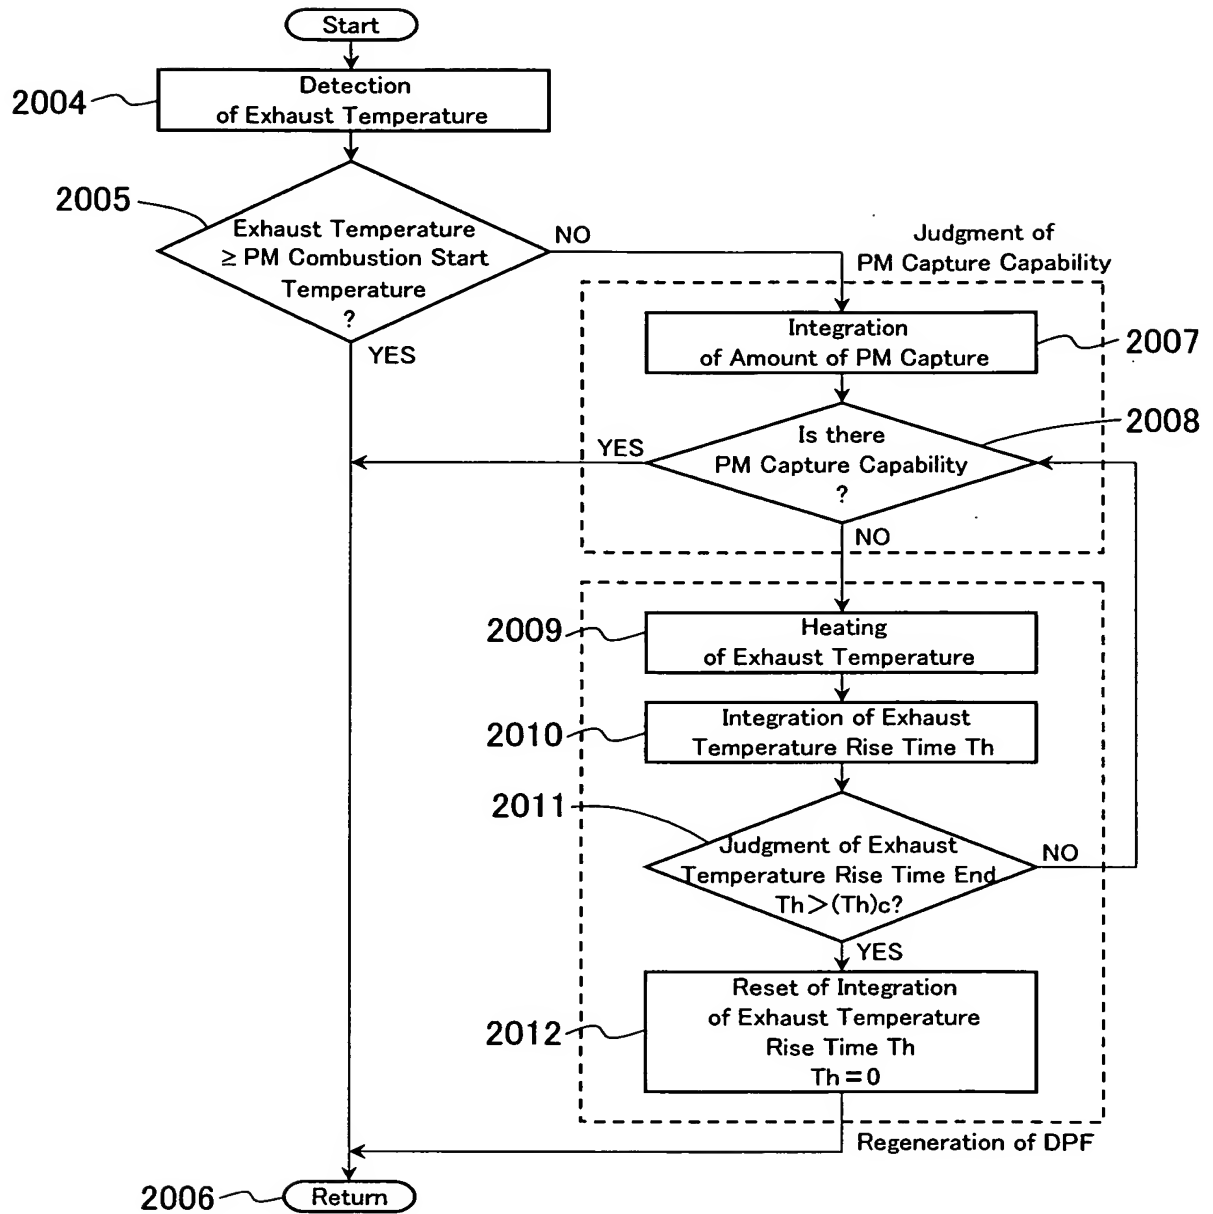 Start
2004
Detection
of Exhaust Temperature
2005
Exhaust Temperature
≥ PM Combustion Start
Temperature
?
NO
YES
Judgment of
PM Capture Capability
Integration
of Amount of PM Capture
2007
2008
Is there
PM Capture Capability
?
YES
NO
2009
Heating
of Exhaust Temperature
2010
Integration of Exhaust
Temperature Rise Time Th
2011
Judgment of Exhaust
Temperature Rise Time End
Th>(Th)c?
NO
YES
2012
Reset of Integration
of Exhaust Temperature
Rise Time Th
Th=0
Regeneration of DPF
2006
Return